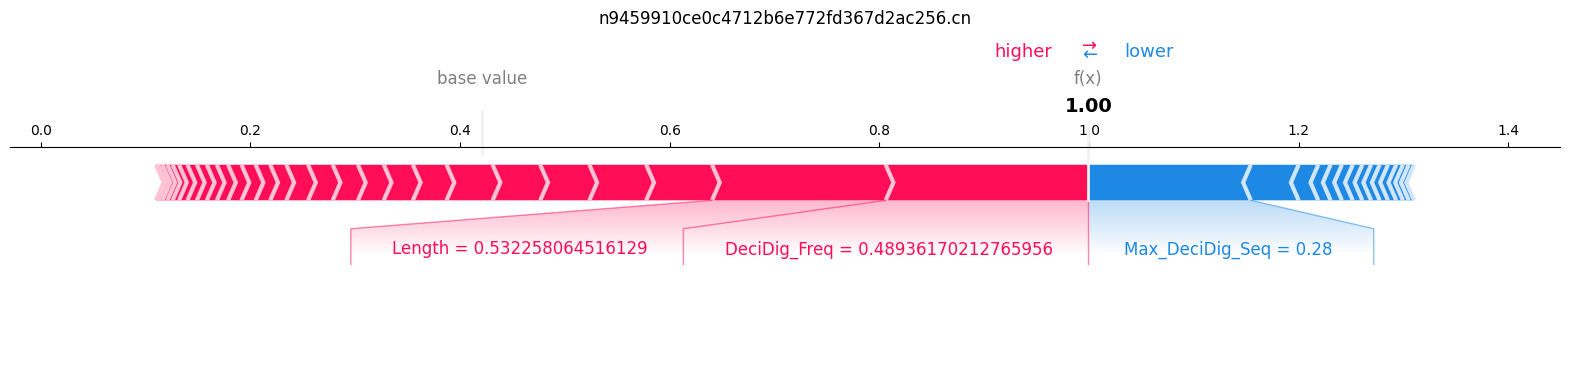 n9459910ce0c4712b6e772fd367d2ac256.cn
higher ⇄ lower
base value f(x)
1.00
0.0 0.2 0.4 0.6 0.8 1.0 1.2 1.4
Length = 0.532258064516129 DeciDig_Freq = 0.48936170212765956 Max_DeciDig_Seq = 0.28